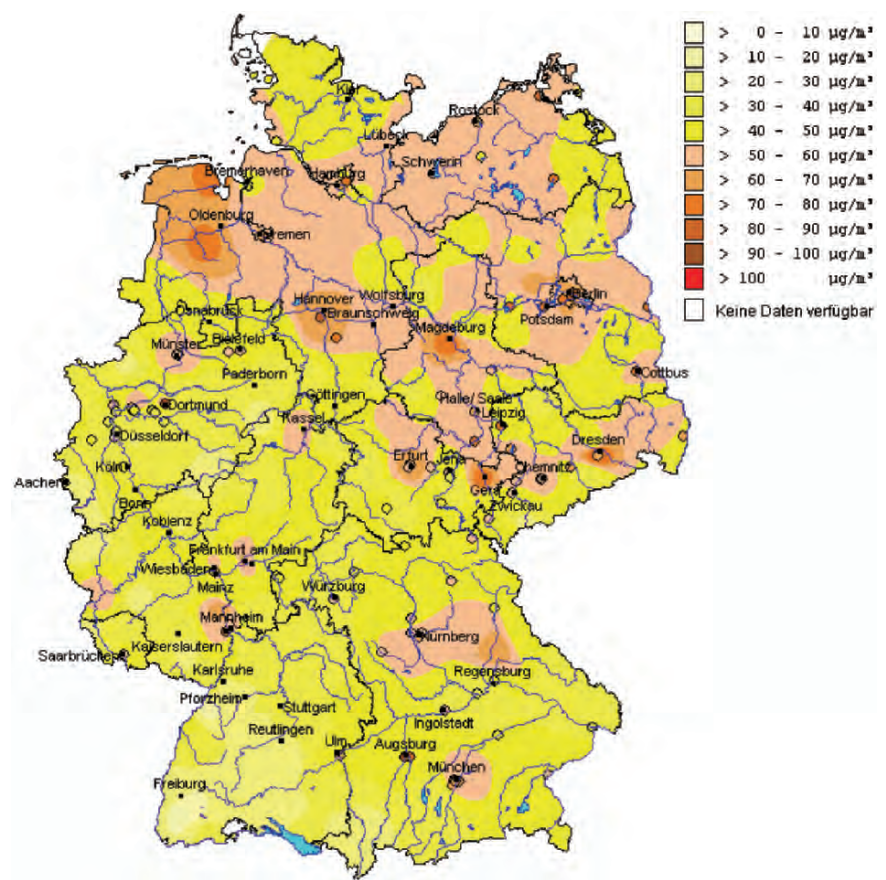 > 0 - 10 µg/m³
> 10 - 20 µg/m³
> 20 - 30 µg/m³
> 30 - 40 µg/m³
> 40 - 50 µg/m³
> 50 - 60 µg/m³
> 60 - 70 µg/m³
> 70 - 80 µg/m³
> 80 - 90 µg/m³
> 90 - 100 µg/m³
> 100 µg/m³
Keine Daten verfügbar
Kiel
Rostock
Lübeck
Schwerin
Bremerhaven
Hamburg
Oldenburg
Bremen
Hannover
Wolfsburg
Berlin
Osnabrück
Braunschweig
Potsdam
Magdeburg
Münster
Bielefeld
Paderborn
Cottbus
Göttingen
Halle/ Saale
Dortmund
Leipzig
Kassel
Düsseldorf
Dresden
Erfurt
Jena
Köln
Chemnitz
Aachen
Gera
Bonn
Zwickau
Koblenz
Frankfurt am Main
Wiesbaden
Mainz
Würzburg
Mannheim
Nürnberg
Kaiserslautern
Saarbrücken
Karlsruhe
Regensburg
Pforzheim
Stuttgart
Ingolstadt
Reutlingen
Ulm
Augsburg
München
Freiburg